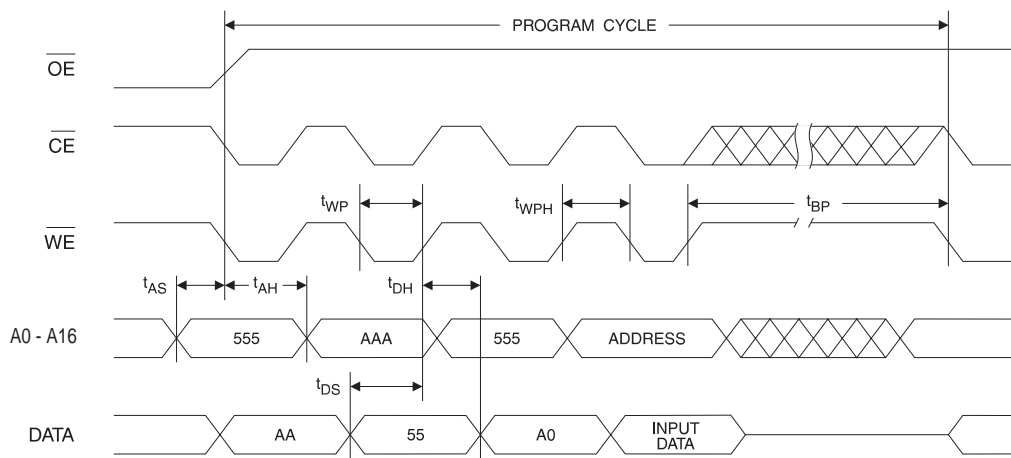 PROGRAM CYCLE
OE
CE
tWP
tWPH
tBP
WE
tAS
tAH
tDH
A0 - A16
555
AAA
555
ADDRESS
tDS
DATA
AA
55
A0
INPUT
DATA